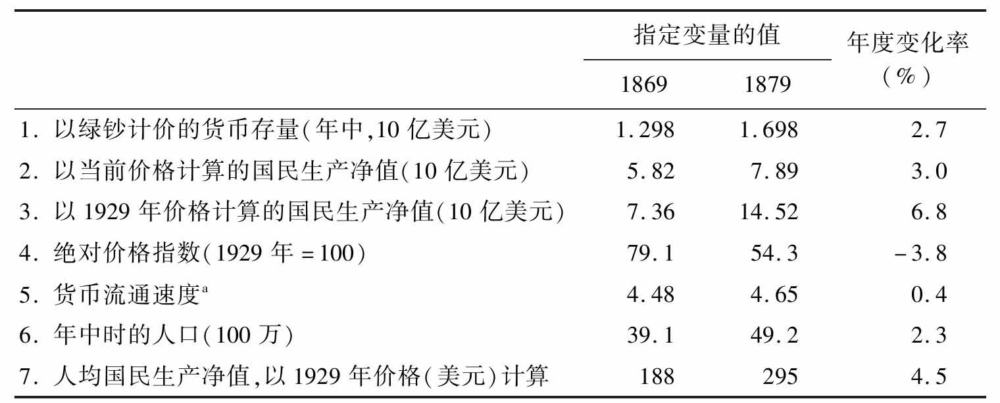 指定变量的值 年度变化率
1869 1879 (%)
1. 以绿钞计价的货币存量(年中,10 亿美元) 1.298 1.698 2.7
2. 以当前价格计算的国民生产净值(10 亿美元) 5.82 7.89 3.0
3. 以 1929 年价格计算的国民生产净值(10 亿美元) 7.36 14.52 6.8
4. 绝对价格指数(1929 年 =100) 79.1 54.3 -3.8
5. 货币流通速度a 4.48 4.65 0.4
6. 年中时的人口(100 万) 39.1 49.2 2.3
7. 人均国民生产净值,以 1929 年价格(美元)计算 188 295 4.5